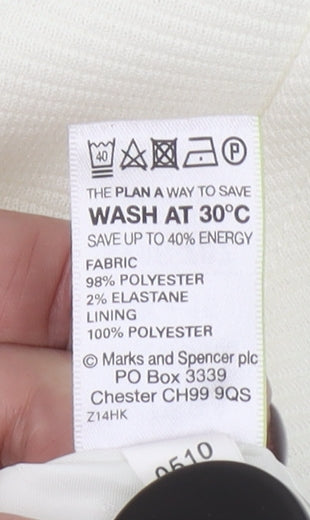 40 P
THE PLAN A WAY TO SAVE
WASH AT 30°C
SAVE UP TO 40% ENERGY
FABRIC
98% POLYESTER
2% ELASTANE
LINING
100% POLYESTER
© Marks and Spencer plc
PO Box 3339
Chester CH99 9QS
Z14HK
0510